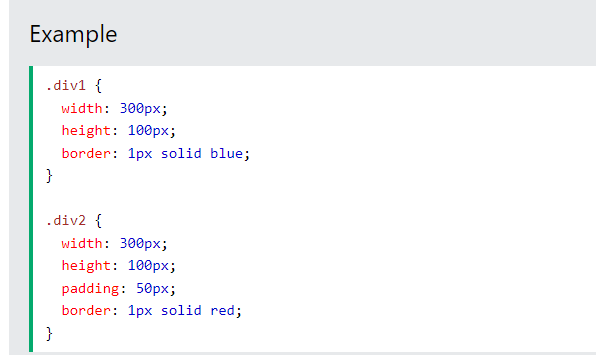 Example
.div1 {
  width: 300px;
  height: 100px;
  border: 1px solid blue;
}

.div2 {
  width: 300px;
  height: 100px;
  padding: 50px;
  border: 1px solid red;
}